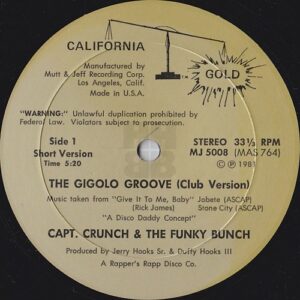 CALIFORNIA
GOLD
Manufactured by
Mutt & Jeff Recording Corp.
Los Angeles, Calif.
Made in U.S.A.
"WARNING:" Unlawful duplication prohibited by
Federal Law. Violators subject to prosecution.
Side 1
Short Version
Time 5:20
STEREO 33⅓ RPM
MJ 5008 (MAS 764)
© ℗ 1981
THE GIGOLO GROOVE (Club Version)
Music taken from "Give It To Me, Baby" Jobete (ASCAP)
(Rick James) Stone City (ASCAP)
"A Disco Daddy Concept"
CAPT. CRUNCH & THE FUNKY BUNCH
Produced by Jerry Hooks Sr. & Duffy Hooks III
A Rapper's Rapp Disco Co.